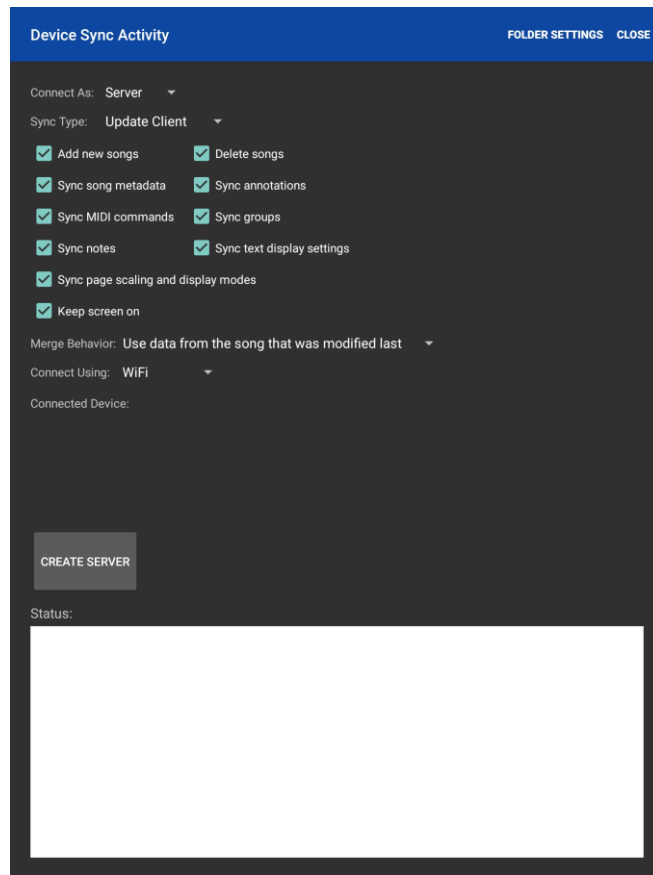 Device Sync Activity FOLDER SETTINGS CLOSE
Connect As: Server
Sync Type: Update Client
Add new songs Delete songs
Sync song metadata Sync annotations
Sync MIDI commands Sync groups
Sync notes Sync text display settings
Sync page scaling and display modes
Keep screen on
Merge Behavior: Use data from the song that was modified last
Connect Using: WiFi
Connected Device:
CREATE SERVER
Status: